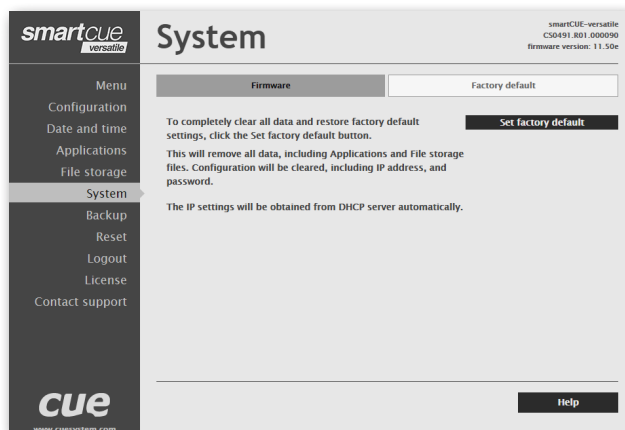 smartcue
versatile
System
smartCUE-versatile
CS0491.R01.000090
firmware version: 11.50e
Menu
Configuration
Date and time
Applications
File storage
System
Backup
Reset
Logout
License
Contact support
Firmware
Factory default
To completely clear all data and restore factory default
settings, click the Set factory default button.
Set factory default
This will remove all data, including Applications and File storage
files. Configuration will be cleared, including IP address, and
password.
The IP settings will be obtained from DHCP server automatically.
Help
cue
www.cuesystem.com